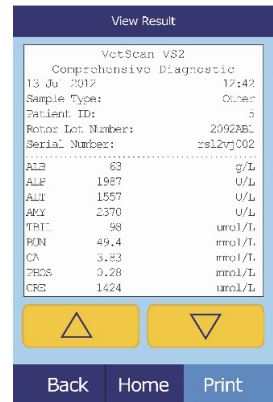 View Result
VetScan VS2
Comprehensive Diagnostic
13 Jul 2012 12:42
Sample Type: Other
Patient ID: 5
Rotor Lot Number: 2092AB1
Serial Number: rsl2vj002
ALB 63 g/L
ALP 1987 U/L
ALT 1557 U/L
AMY 2370 U/L
TBIL 98 umol/L
BUN 49.4 mmol/L
CA 3.83 mmol/L
PHOS 0.28 mmol/L
CRE 1424 umol/L
Back Home Print